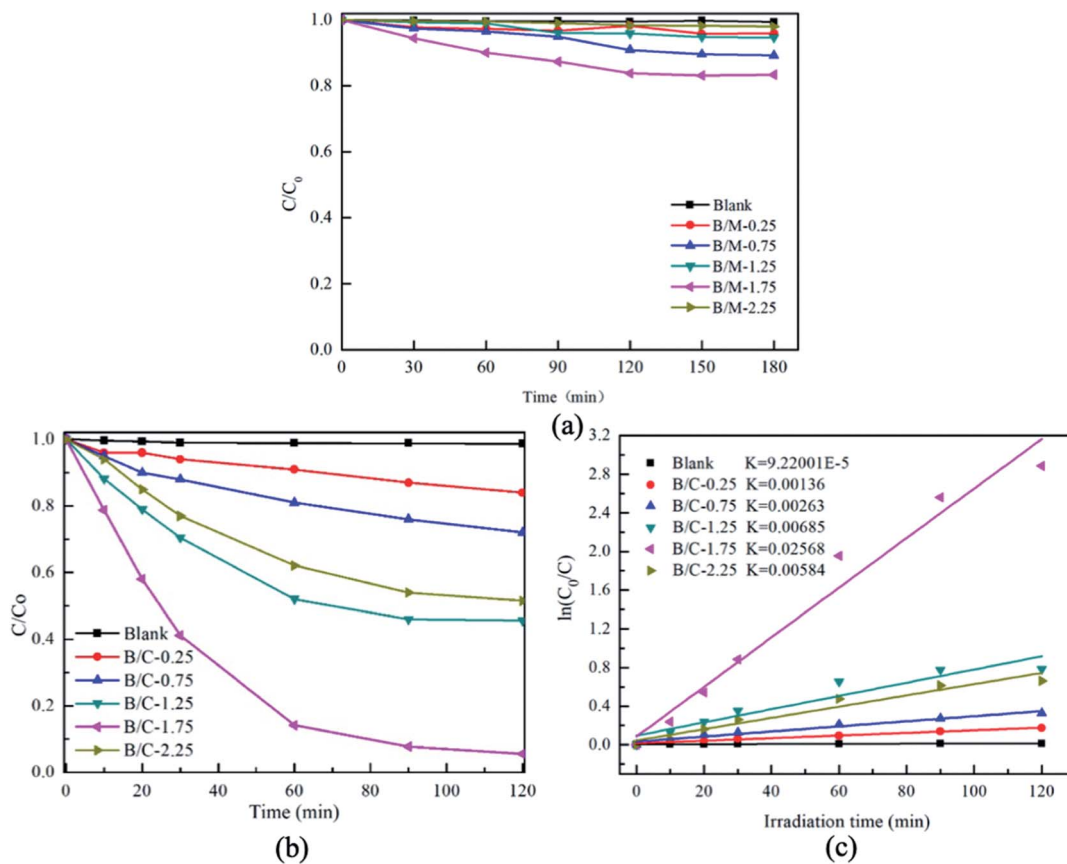 1.0
0.8
0.6
0.4
0.2
0.0
C/C0
Blank
B/M-0.25
B/M-0.75
B/M-1.25
B/M-1.75
B/M-2.25
0 30 60 90 120 150 180
Time (min)
(a)
1.0
0.8
0.6
0.4
0.2
0.0
C/Co
Blank
B/C-0.25
B/C-0.75
B/C-1.25
B/C-1.75
B/C-2.25
0 20 40 60 80 100 120
Time (min)
(b)
3.2
2.8
2.4
2.0
1.6
1.2
0.8
0.4
0.0
ln(C0/C)
Blank K=9.22001E-5
B/C-0.25 K=0.00136
B/C-0.75 K=0.00263
B/C-1.25 K=0.00685
B/C-1.75 K=0.02568
B/C-2.25 K=0.00584
0 20 40 60 80 100 120
Irradiation time (min)
(c)